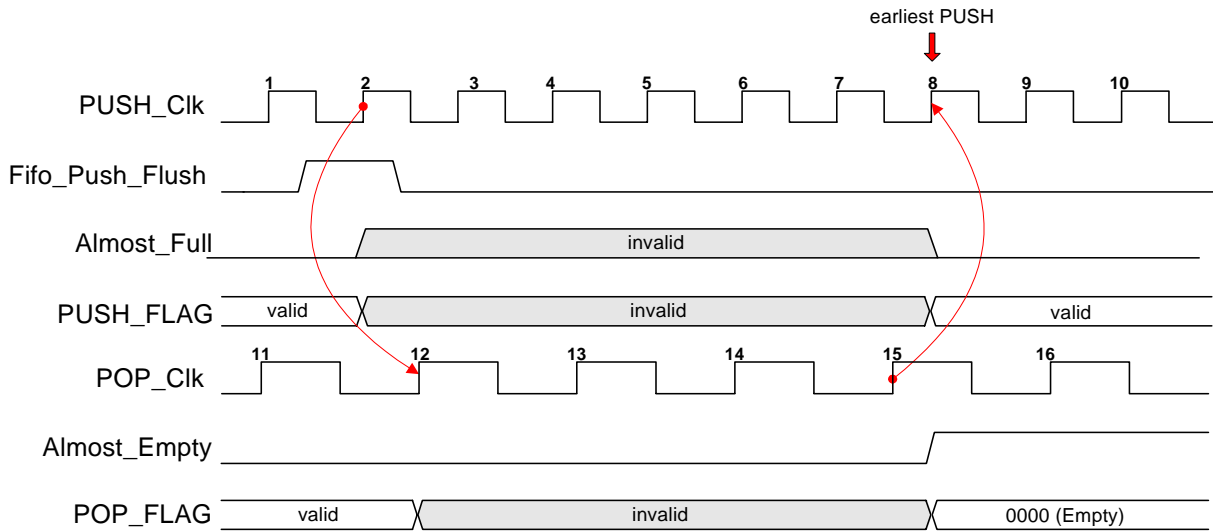 earliest PUSH
1 2 3 4 5 6 7 8 9 10
PUSH_Clk
Fifo_Push_Flush
Almost_Full invalid
PUSH_FLAG valid invalid valid
11 12 13 14 15 16
POP_Clk
Almost_Empty
POP_FLAG valid invalid 0000 (Empty)